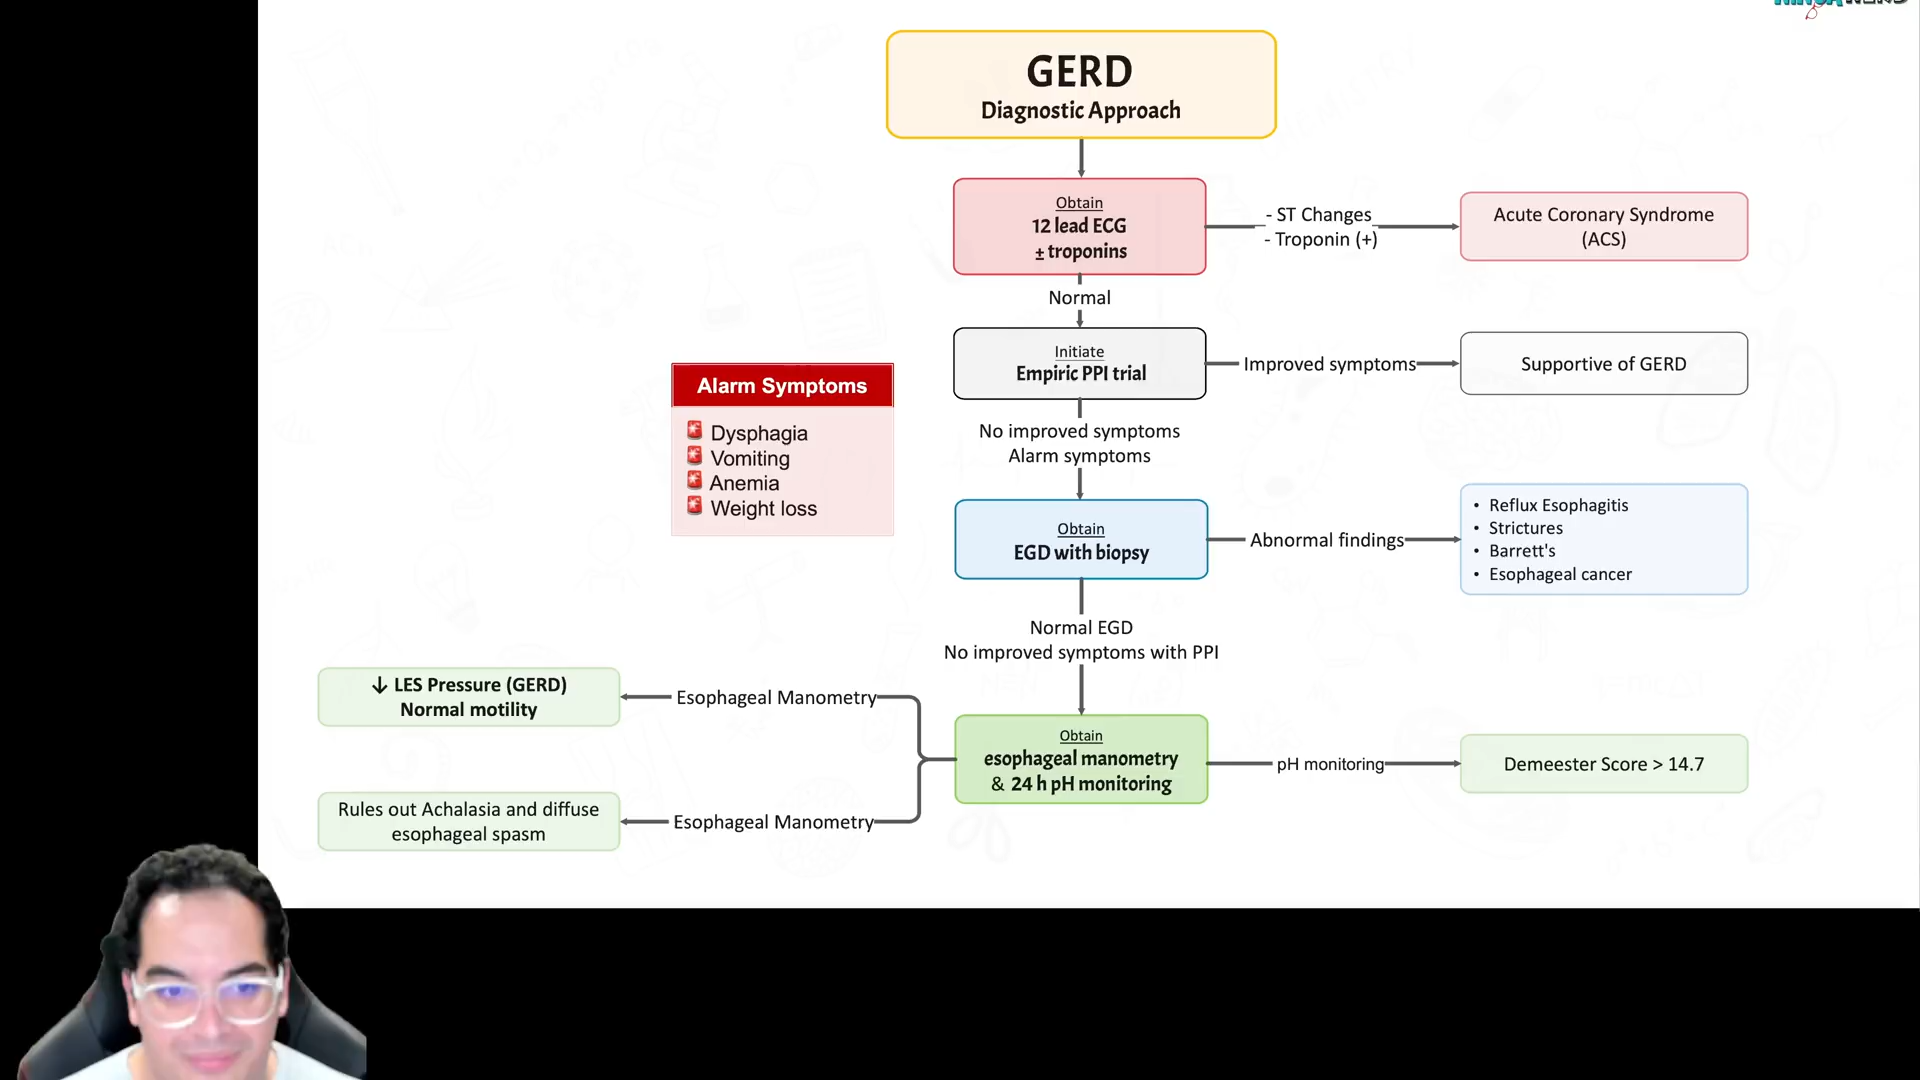 NINJA NERD
GERD
Diagnostic Approach
Obtain
12 lead ECG
± troponins
- ST Changes
- Troponin (+)
Acute Coronary Syndrome
(ACS)
Normal
Initiate
Empiric PPI trial
Improved symptoms
Supportive of GERD
Alarm Symptoms
Dysphagia
Vomiting
Anemia
Weight loss
No improved symptoms
Alarm symptoms
Obtain
EGD with biopsy
Abnormal findings
• Reflux Esophagitis
• Strictures
• Barrett's
• Esophageal cancer
Normal EGD
No improved symptoms with PPI
↓ LES Pressure (GERD)
Normal motility
Esophageal Manometry
Obtain
esophageal manometry
& 24 h pH monitoring
pH monitoring
Demeester Score > 14.7
Rules out Achalasia and diffuse
esophageal spasm
Esophageal Manometry